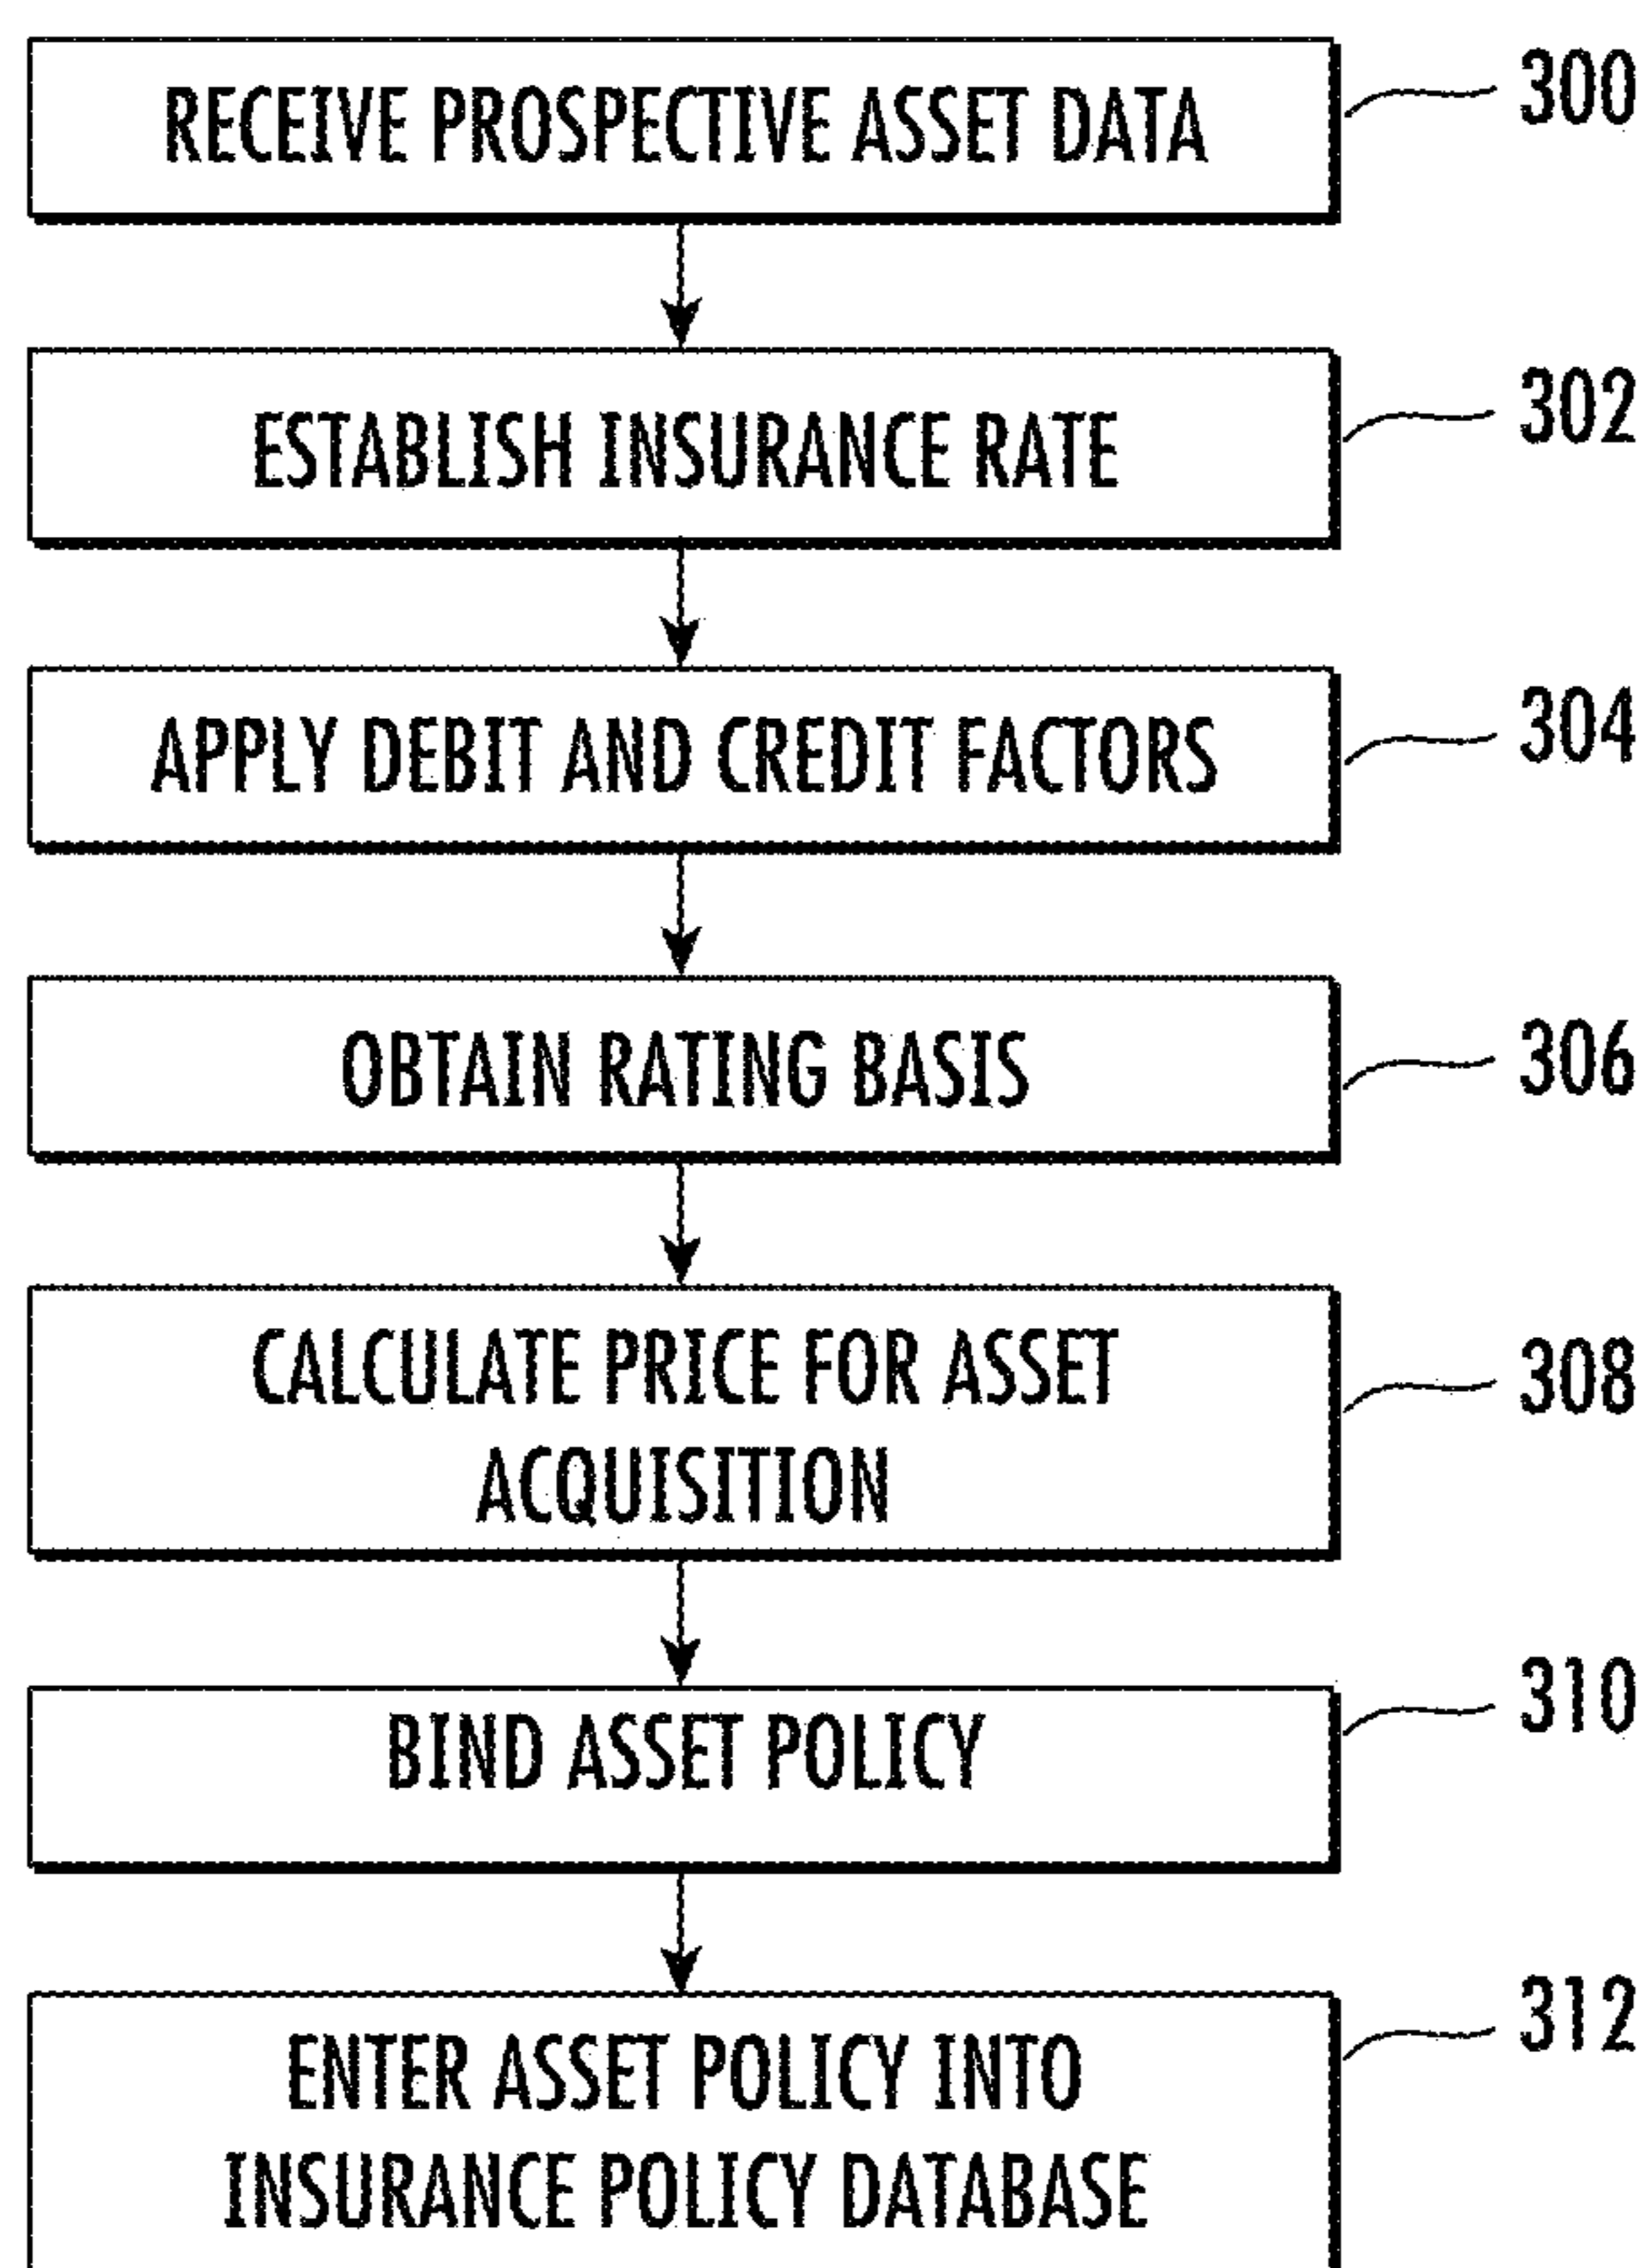 RECEIVE PROSPECTIVE ASSET DATA
300
ESTABLISH INSURANCE RATE
302
APPLY DEBIT AND CREDIT FACTORS
304
OBTAIN RATING BASIS
306
CALCULATE PRICE FOR ASSET
ACQUISITION
308
BIND ASSET POLICY
310
ENTER ASSET POLICY INTO
INSURANCE POLICY DATABASE
312